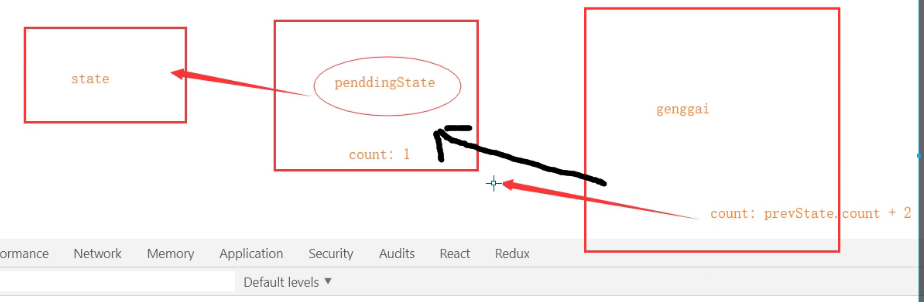 state
penddingState
count: 1
genggai
count: prevState.count + 2
ormance Network Memory Application Security Audits React Redux
Default levels ▼